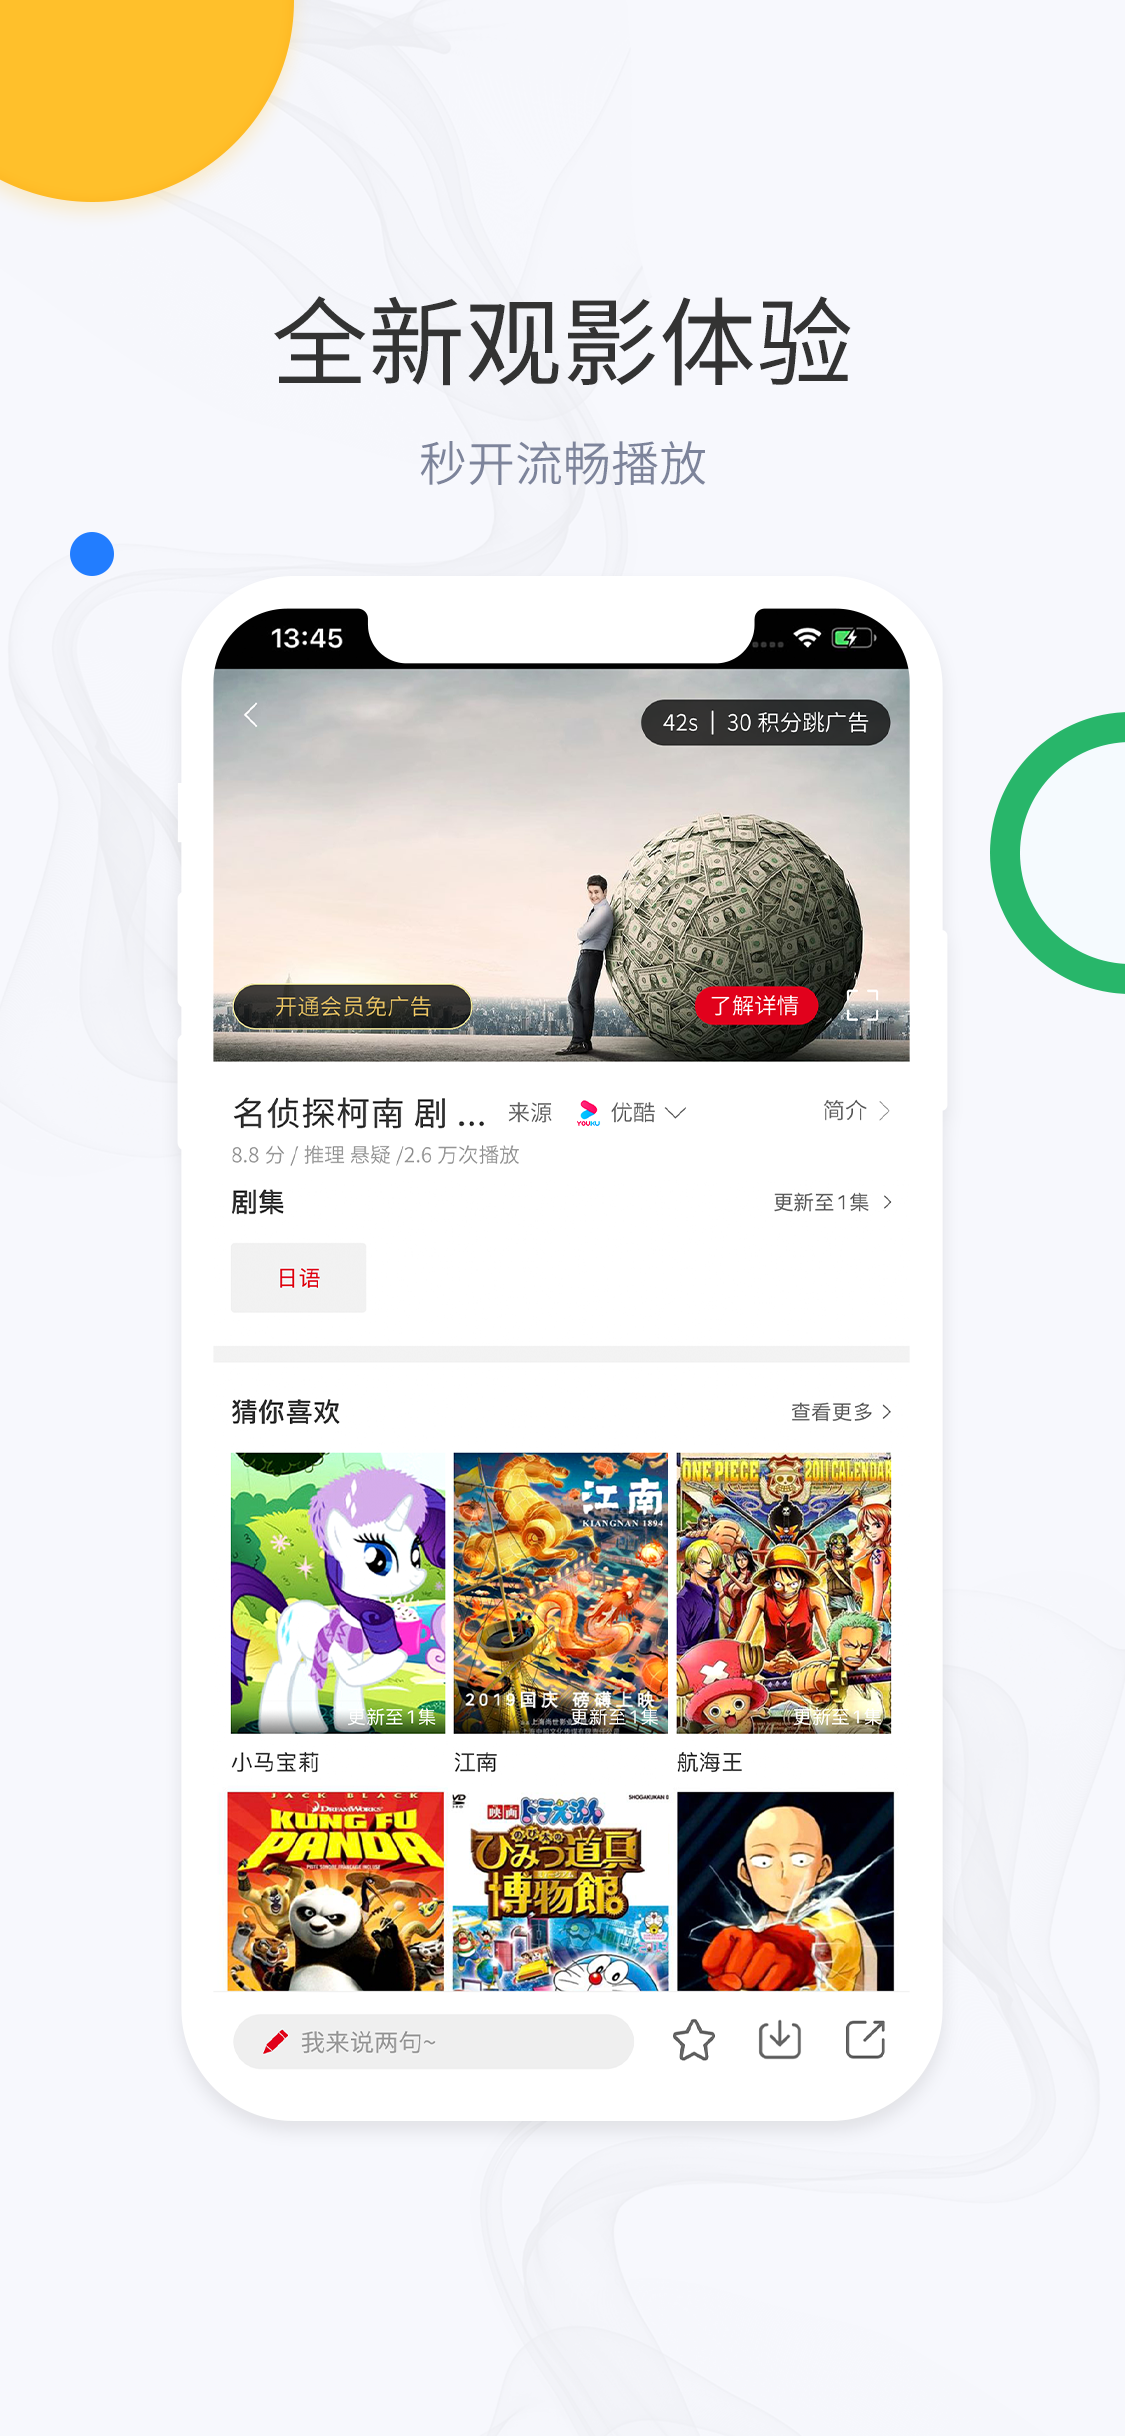 全新观影体验
秒开流畅播放
13:45
42s | 30 积分跳广告
开通会员免广告
了解详情
名侦探柯南 剧 ...
来源
YOUKU
优酷
简介
8.8 分 / 推理 悬疑 /2.6 万次播放
剧集
更新至1集
日语
猜你喜欢
查看更多
ONE PIECE 2011 CALENDAR
江南
KIANGNAN 1894
2019国庆 磅礴上映
更新至1集
更新至1集
更新至1集
小马宝莉
江南
航海王
JACK BLACK
DREAMWORKS
KUNG FU
PANDA
SHOGAKUKAN
映画
ドラえもん
のび太の
ひみつ道具
博物館
我来说两句~